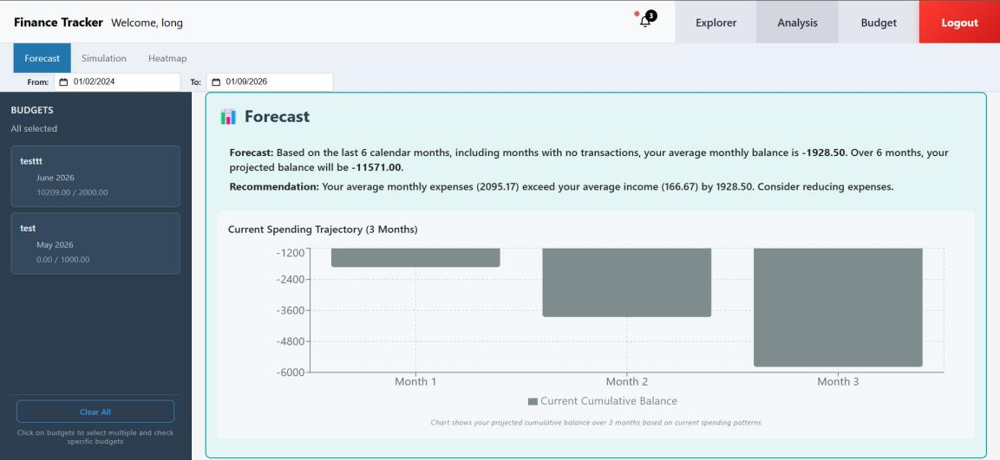 Finance Tracker Welcome, long
3
Explorer
Analysis
Budget
Logout
Forecast
Simulation
Heatmap
From: 01/02/2024 To: 01/09/2026
BUDGETS
All selected
testtt
June 2026
10209.00 / 2000.00
test
May 2026
0.00 / 1000.00
Clear All
Click on budgets to select multiple and check
specific budgets
Forecast
Forecast: Based on the last 6 calendar months, including months with no transactions, your average monthly balance is -1928.50. Over 6 months, your
projected balance will be -11571.00.
Recommendation: Your average monthly expenses (2095.17) exceed your average income (166.67) by 1928.50. Consider reducing expenses.
Current Spending Trajectory (3 Months)
-1200
-2400
-3600
-4800
-6000
Month 1
Month 2
Month 3
Current Cumulative Balance
Chart shows your projected cumulative balance over 3 months based on current spending patterns